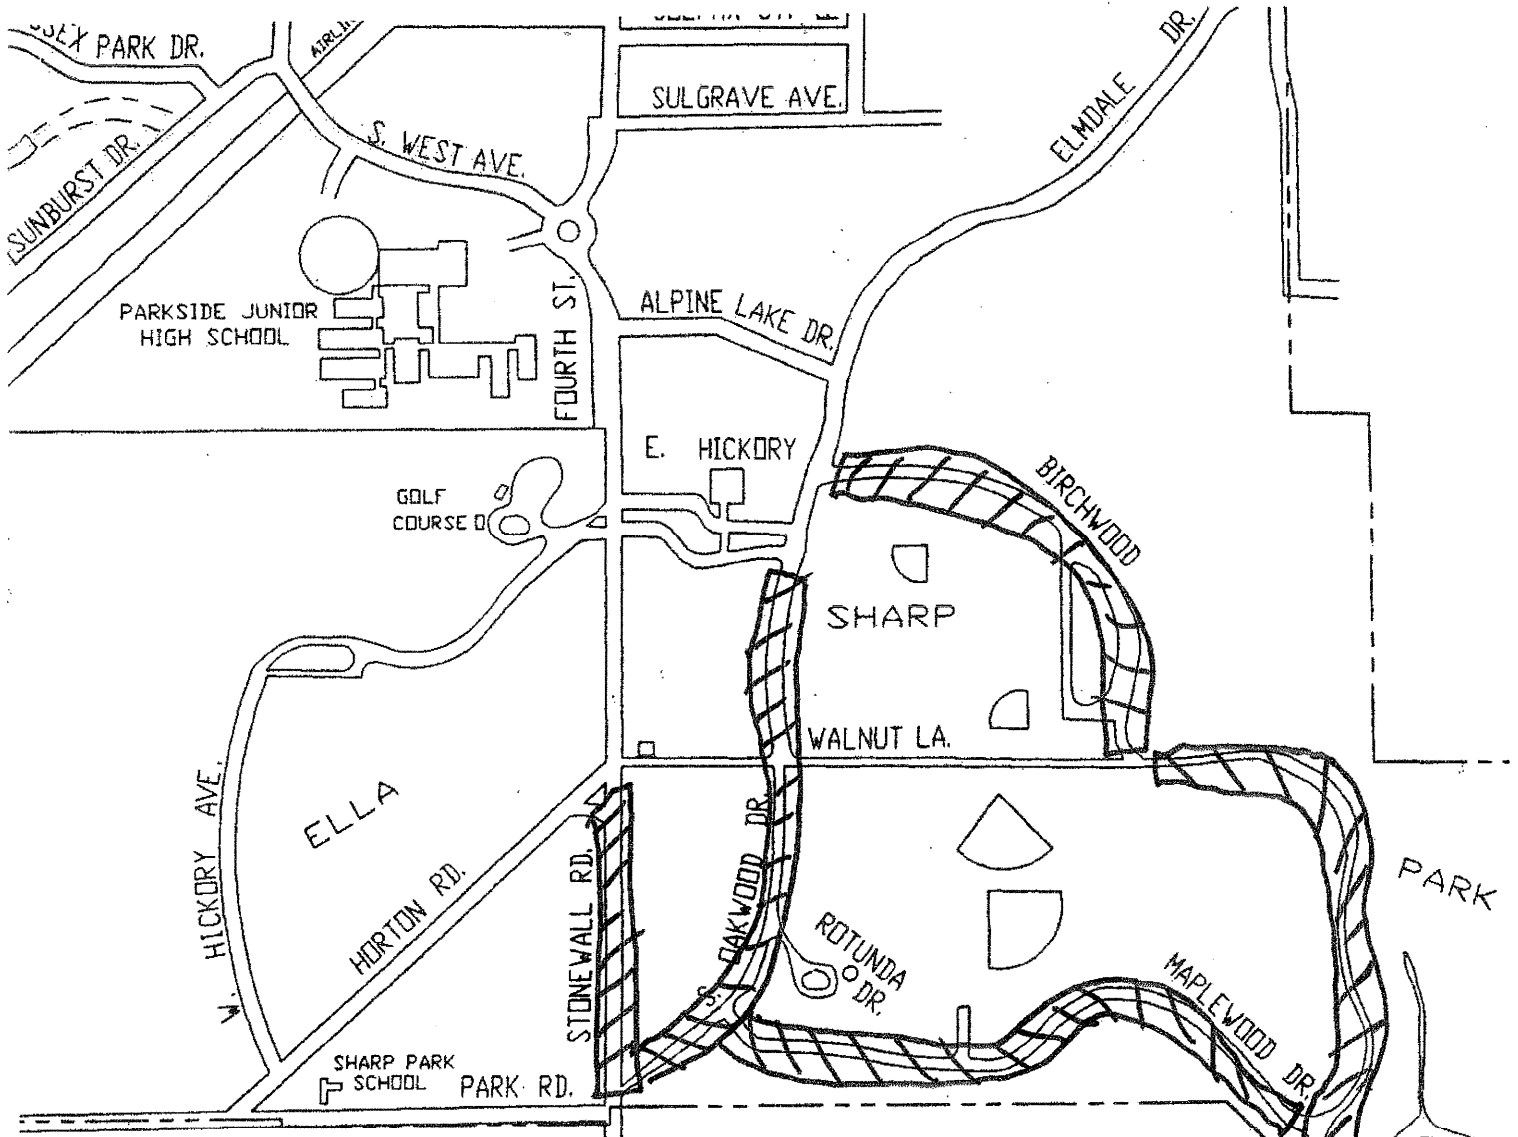 PARK DR.
SULGRAVE AVE.
ELMDALE DR.
S. WEST AVE.
SUNBURST DR.
PARKSIDE JUNIOR
HIGH SCHOOL
FOURTH ST.
ALPINE LAKE DR.
E. HICKORY
BIRCHWOOD
GOLF
COURSE
SHARP
WALNUT LA.
ELLA
W. HICKORY AVE.
HORTON RD.
STONEWALL RD.
S. OAKWOOD DR.
ROTUNDA
DR.
PARK
MAPLEWOOD DR.
SHARP PARK
SCHOOL
PARK RD.